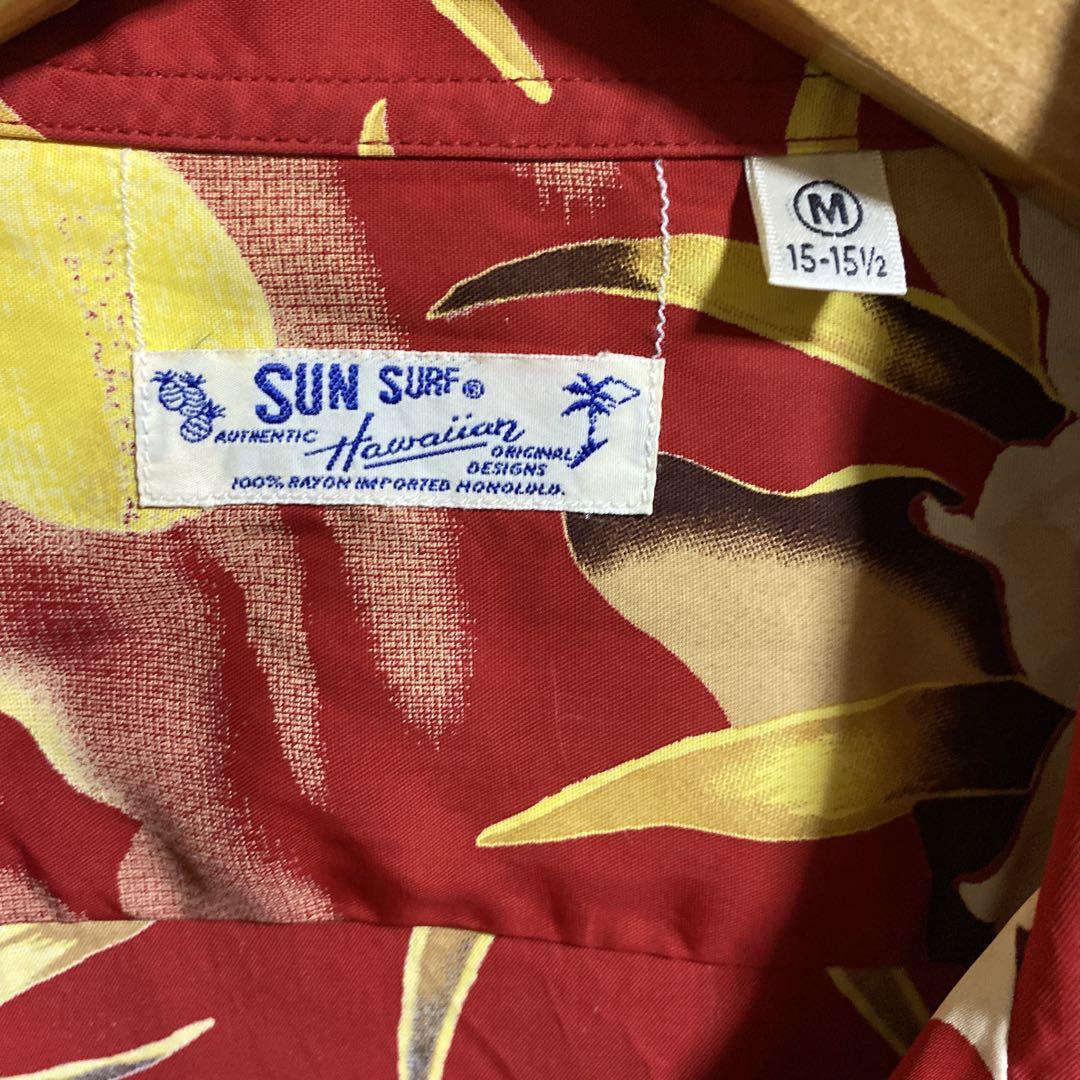 SUN SURF®
AUTHENTIC Hawaiian ORIGINAL
DESIGNS
100% RAYON IMPORTED HONOLULU.
M
15-15½